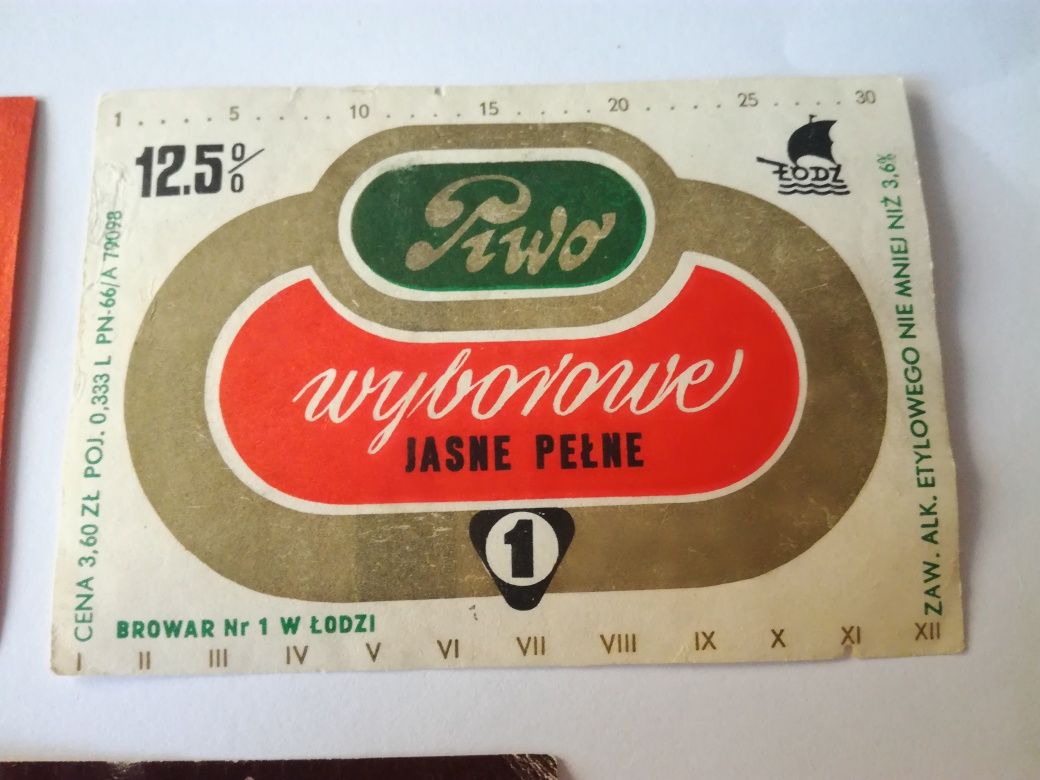 1 . . . . 5 . . . . 10 . . . . 15 . . . . 20 . . . . 25 . . . . 30
12.5%
ŁODZ
Piwo
wyborowe
JASNE PEŁNE
1
CENA 3,60 ZŁ POJ. 0,333 L PN-66/A 79098
ZAW. ALK. ETYLOWEGO NIE MNIEJ NIŻ 3,6%
BROWAR Nr 1 W ŁODZI
I II III IV V VI VII VIII IX X XI XII